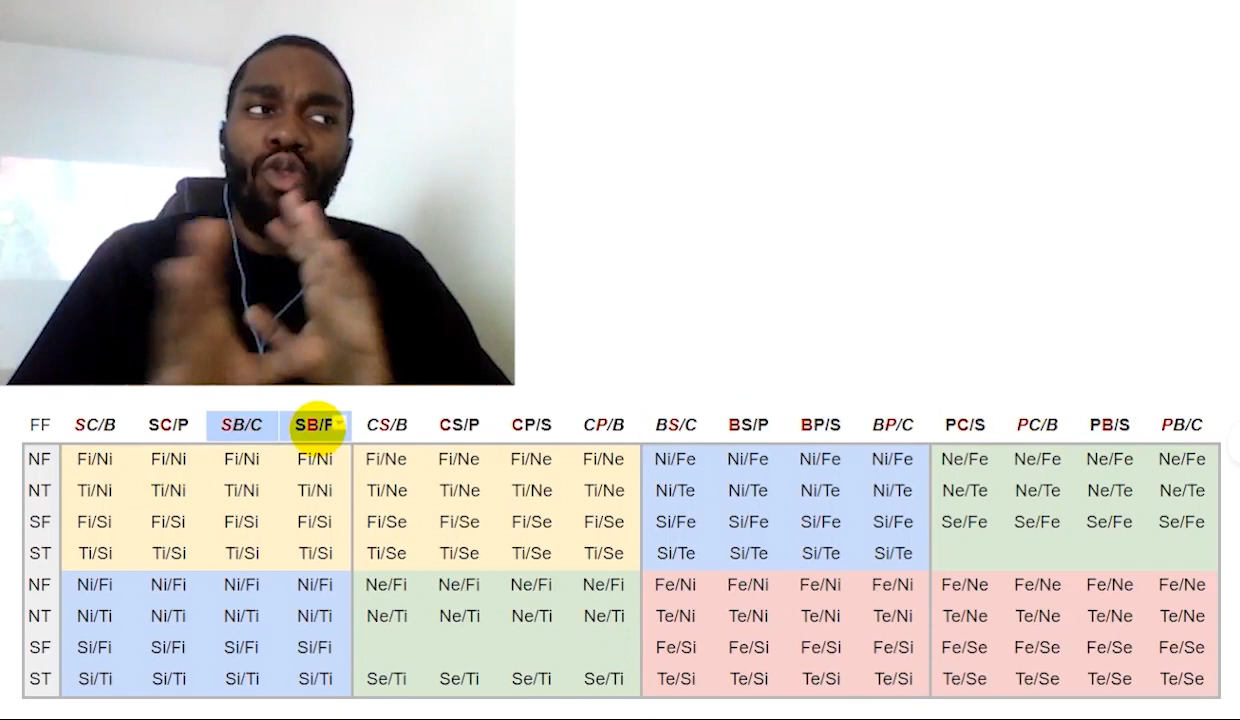 FF SC/B SC/P SB/C SB/P CS/B CS/P CP/S CP/B BS/C BS/P BP/S BP/C PC/S PC/B PB/S PB/C
NF Fi/Ni Fi/Ni Fi/Ni Fi/Ni Fi/Ne Fi/Ne Fi/Ne Fi/Ne Ni/Fe Ni/Fe Ni/Fe Ni/Fe Ne/Fe Ne/Fe Ne/Fe Ne/Fe
NT Ti/Ni Ti/Ni Ti/Ni Ti/Ni Ti/Ne Ti/Ne Ti/Ne Ti/Ne Ni/Te Ni/Te Ni/Te Ni/Te Ne/Te Ne/Te Ne/Te Ne/Te
SF Fi/Si Fi/Si Fi/Si Fi/Si Fi/Se Fi/Se Fi/Se Fi/Se Si/Fe Si/Fe Si/Fe Si/Fe Se/Fe Se/Fe Se/Fe Se/Fe
ST Ti/Si Ti/Si Ti/Si Ti/Si Ti/Se Ti/Se Ti/Se Ti/Se Si/Te Si/Te Si/Te Si/Te
NF Ni/Fi Ni/Fi Ni/Fi Ni/Fi Ne/Fi Ne/Fi Ne/Fi Ne/Fi Fe/Ni Fe/Ni Fe/Ni Fe/Ni Fe/Ne Fe/Ne Fe/Ne Fe/Ne
NT Ni/Ti Ni/Ti Ni/Ti Ni/Ti Ne/Ti Ne/Ti Ne/Ti Ne/Ti Te/Ni Te/Ni Te/Ni Te/Ni Te/Ne Te/Ne Te/Ne Te/Ne
SF Si/Fi Si/Fi Si/Fi Si/Fi Fe/Si Fe/Si Fe/Si Fe/Si Fe/Se Fe/Se Fe/Se Fe/Se
ST Si/Ti Si/Ti Si/Ti Si/Ti Se/Ti Se/Ti Se/Ti Se/Ti Te/Si Te/Si Te/Si Te/Si Te/Se Te/Se Te/Se Te/Se